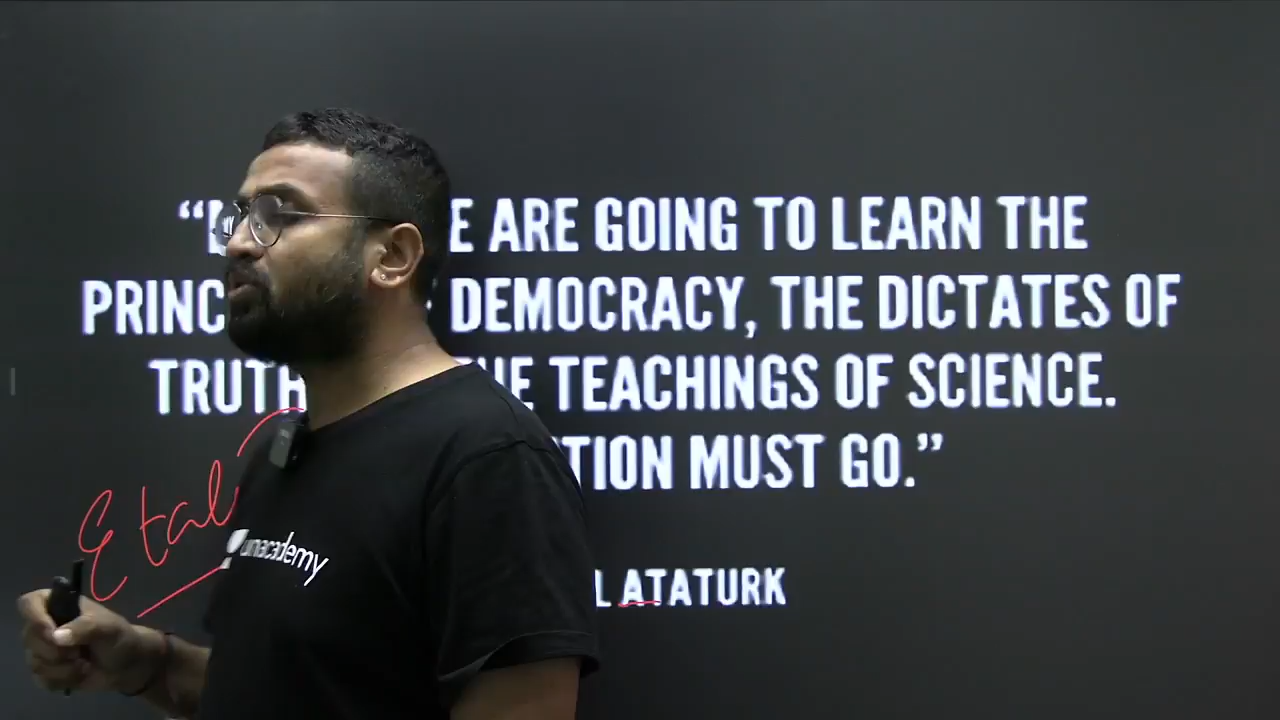 E ARE GOING TO LEARN THE
PRINC DEMOCRACY, THE DICTATES OF
TRUTH HE TEACHINGS OF SCIENCE.
TION MUST GO.”
Etal
unacademy
L ATATURK